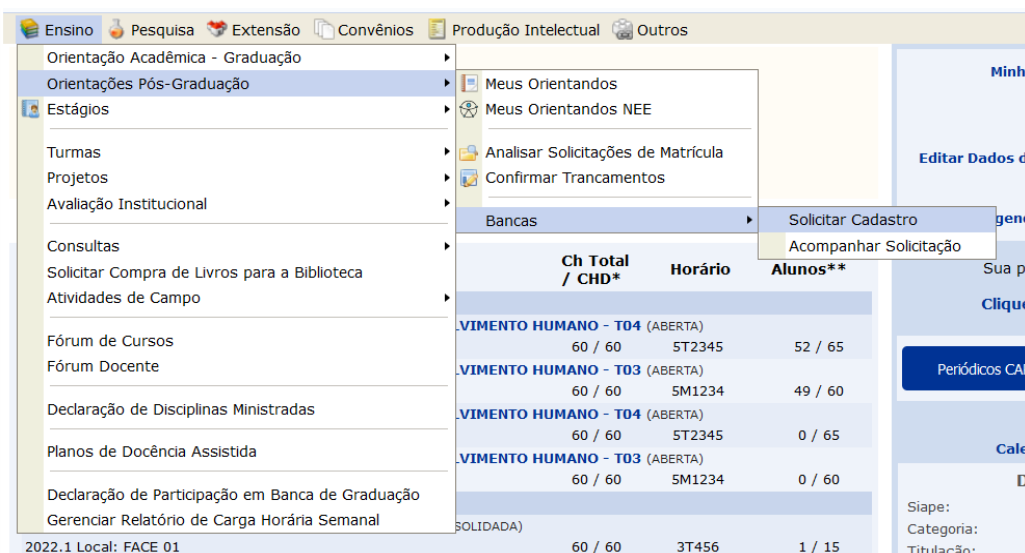 Ensino Pesquisa Extensão Convênios Produção Intelectual Outros
Orientação Acadêmica - Graduação
Orientações Pós-Graduação
Estágios
Turmas
Projetos
Avaliação Institucional
Consultas
Solicitar Compra de Livros para a Biblioteca
Atividades de Campo
Fórum de Cursos
Fórum Docente
Declaração de Disciplinas Ministradas
Planos de Docência Assistida
Declaração de Participação em Banca de Graduação
Gerenciar Relatório de Carga Horária Semanal
Meus Orientandos
Meus Orientandos NEE
Analisar Solicitações de Matrícula
Confirmar Trancamentos
Bancas
Solicitar Cadastro
Acompanhar Solicitação
Ch Total / CHD* Horário Alunos**
LVIMENTO HUMANO - T04 (ABERTA)
60 / 60 5T2345 52 / 65
LVIMENTO HUMANO - T03 (ABERTA)
60 / 60 5M1234 49 / 60
LVIMENTO HUMANO - T04 (ABERTA)
60 / 60 5T2345 0 / 65
LVIMENTO HUMANO - T03 (ABERTA)
60 / 60 5M1234 0 / 60
SOLIDADA)
2022.1 Local: FACE 01 60 / 60 3T456 1 / 15
Minh
Editar Dados d
gend
Sua p
Clique
Periódicos CA
Cale
D
Siape:
Categoria:
Titulação: